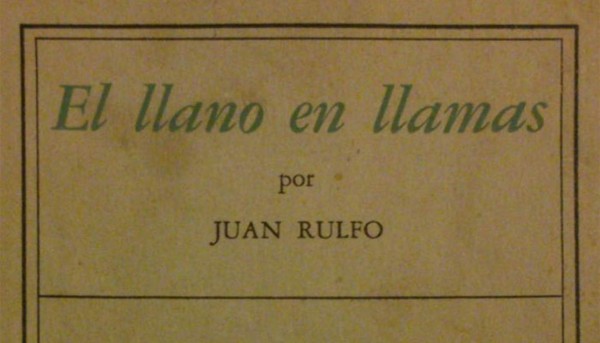 El llano en llamas
por
JUAN RULFO